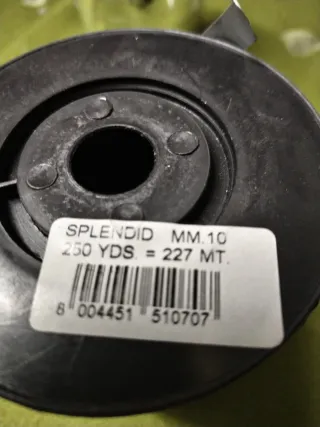 SPLENDID MM.10
250 YDS. = 227 MT.
8 004451 510707